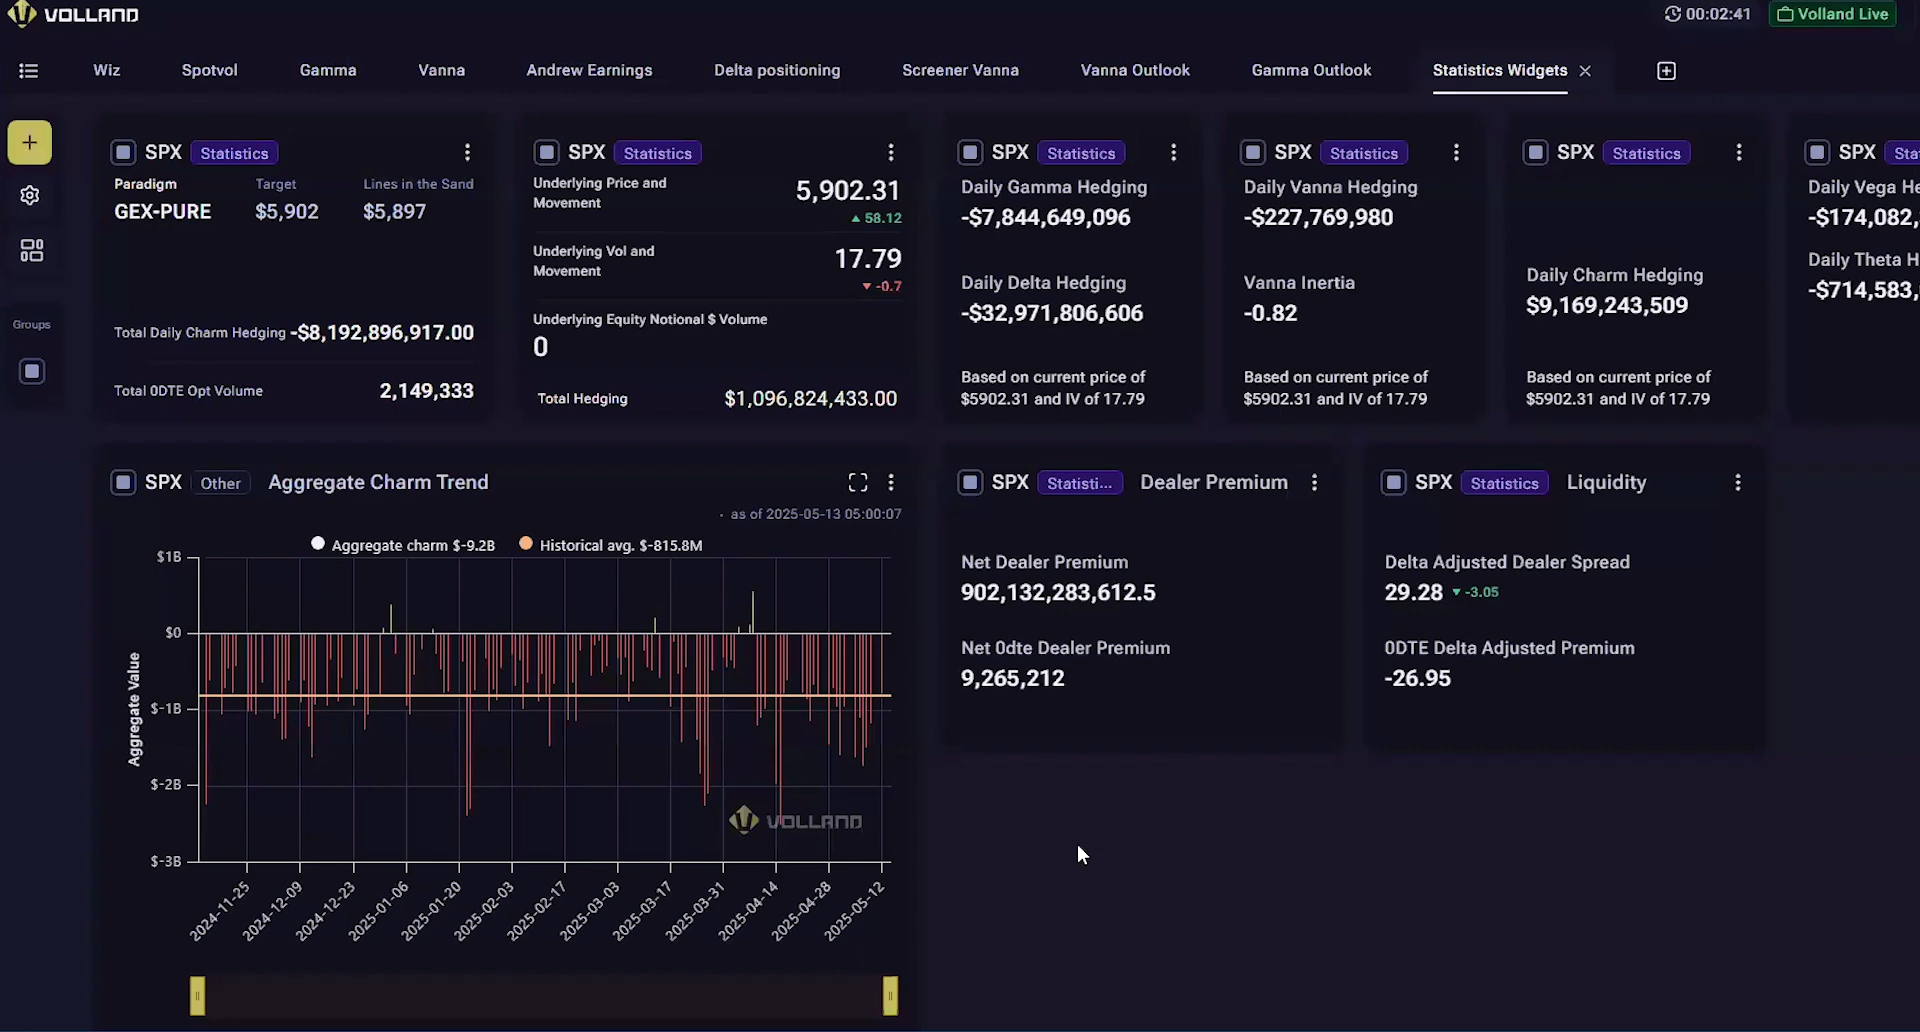 VOLLAND
00:02:41
Volland Live
Wiz
Spotvol
Gamma
Vanna
Andrew Earnings
Delta positioning
Screener Vanna
Vanna Outlook
Gamma Outlook
Statistics Widgets
Groups
SPX Statistics
Paradigm Target Lines in the Sand
GEX-PURE $5,902 $5,897
Total Daily Charm Hedging -$8,192,896,917.00
Total 0DTE Opt Volume 2,149,333
SPX Statistics
Underlying Price and
Movement
5,902.31
58.12
Underlying Vol and
Movement
17.79
-0.7
Underlying Equity Notional $ Volume
0
Total Hedging $1,096,824,433.00
SPX Statistics
Daily Gamma Hedging
-$7,844,649,096
Daily Delta Hedging
-$32,971,806,606
Based on current price of
$5902.31 and IV of 17.79
SPX Statistics
Daily Vanna Hedging
-$227,769,980
Vanna Inertia
-0.82
Based on current price of
$5902.31 and IV of 17.79
SPX Statistics
Daily Charm Hedging
$9,169,243,509
Based on current price of
$5902.31 and IV of 17.79
SPX
Daily Vega
-$174,082,
Daily Theta
-$714,583,
SPX Other Aggregate Charm Trend
as of 2025-05-13 05:00:07
Aggregate charm $-9.2B
Historical avg. $-815.8M
Aggregate Value
$1B
$0
$-1B
$-2B
$-3B
VOLLAND
2024-11-25
2024-12-09
2024-12-23
2025-01-06
2025-01-20
2025-02-03
2025-02-17
2025-03-03
2025-03-17
2025-03-31
2025-04-14
2025-04-28
2025-05-12
SPX Statisti... Dealer Premium
Net Dealer Premium
902,132,283,612.5
Net 0dte Dealer Premium
9,265,212
SPX Statistics Liquidity
Delta Adjusted Dealer Spread
29.28 -3.05
0DTE Delta Adjusted Premium
-26.95